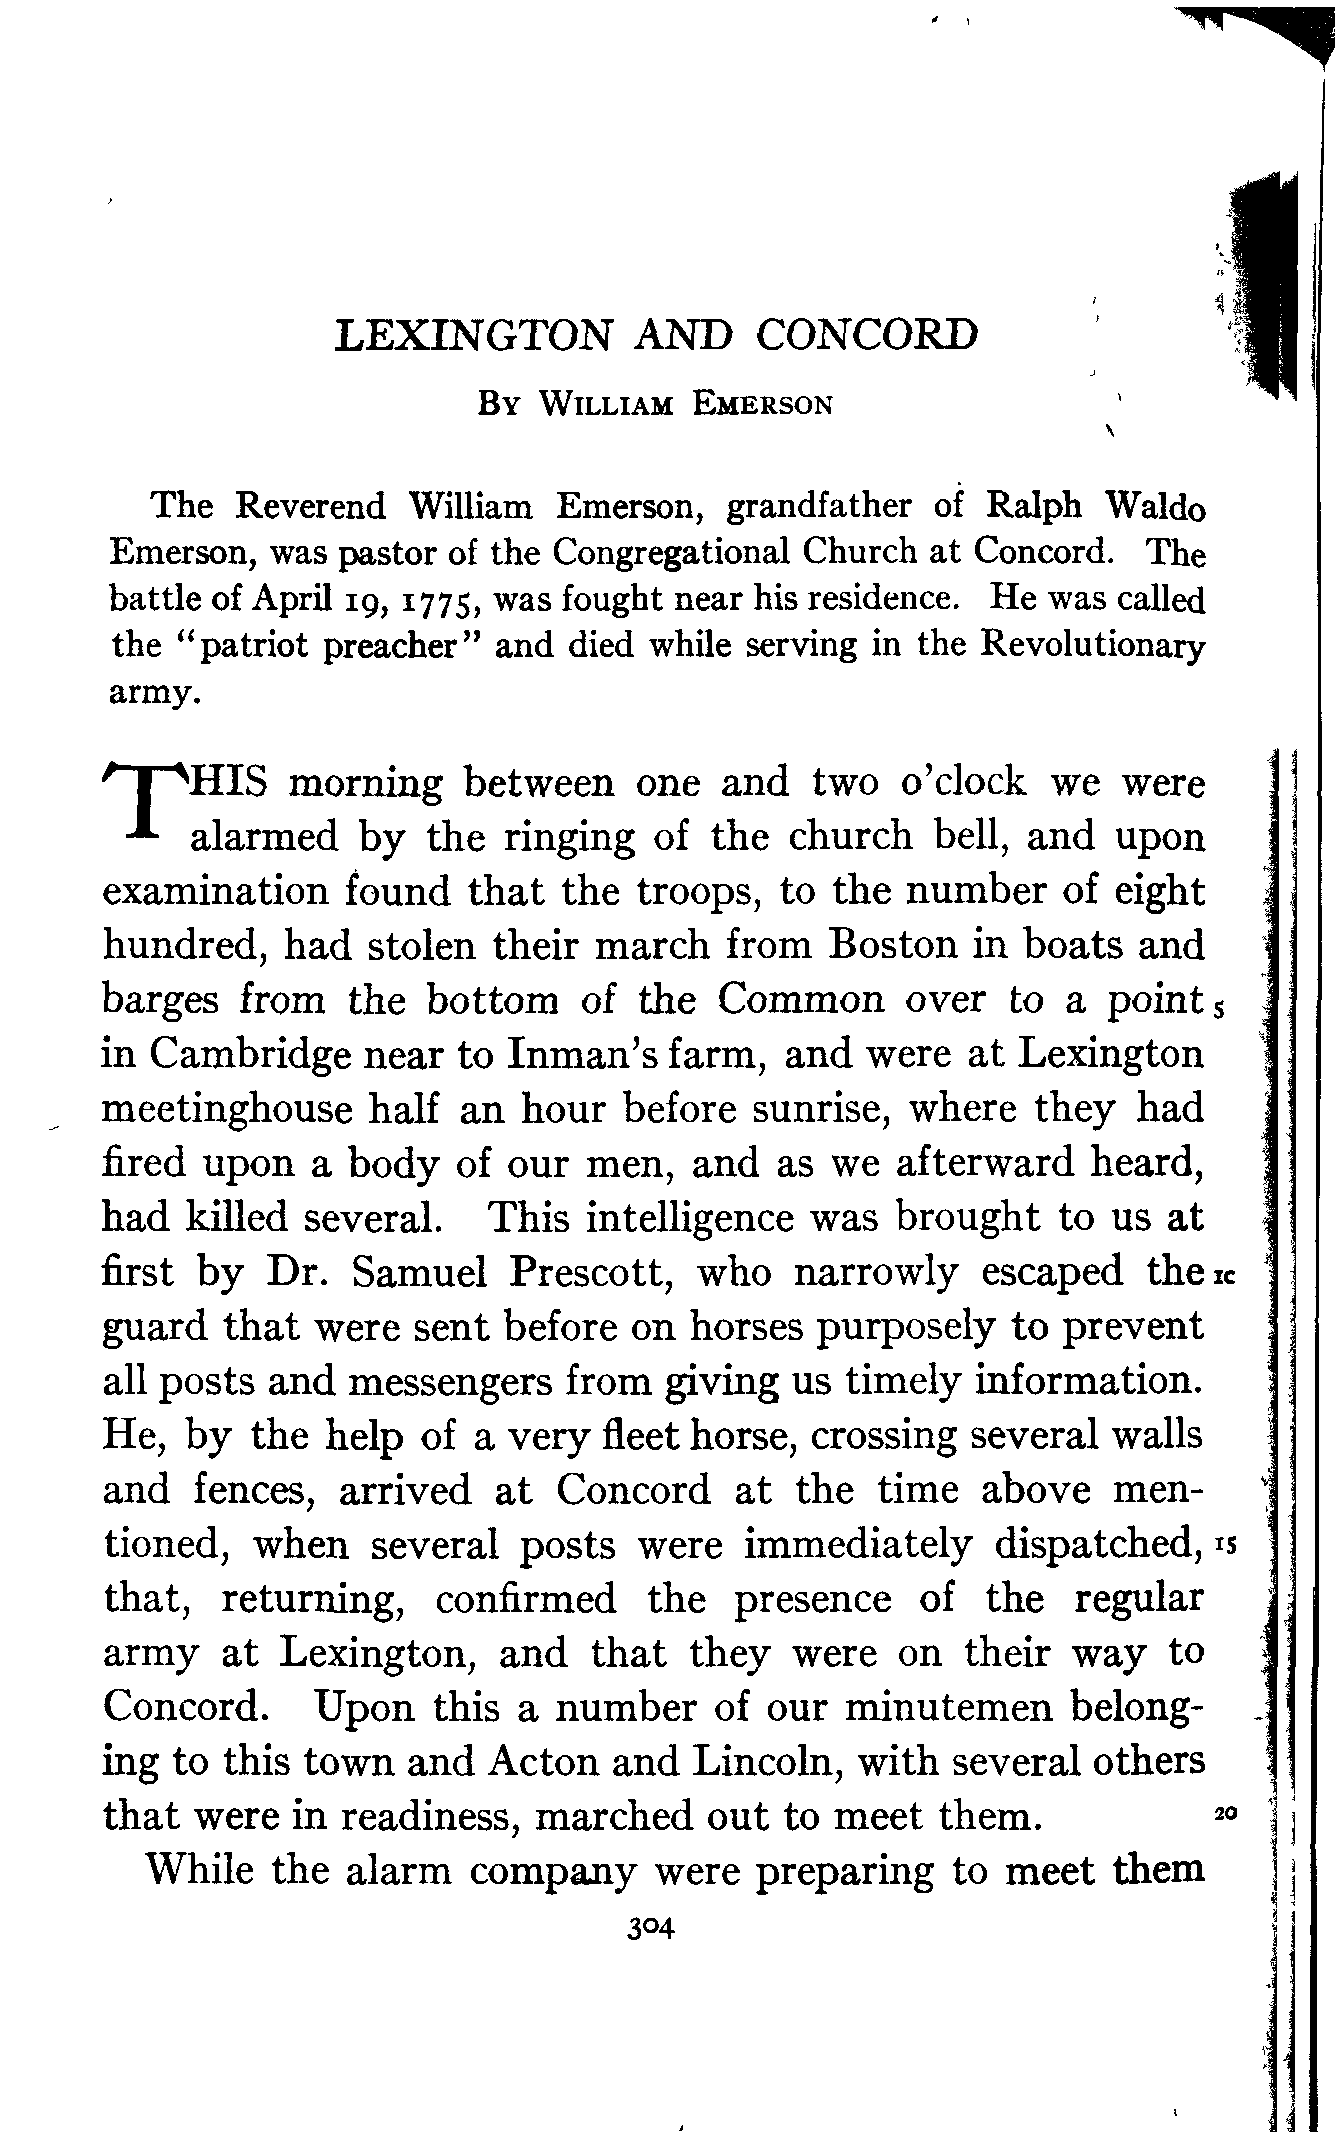 LEXINGTON AND CONCORD
By William Emerson
The Reverend William Emerson, grandfather of Ralph Waldo
Emerson, was pastor of the Congregational Church at Concord. The
battle of April 19, 1775, was fought near his residence. He was called
the "patriot preacher" and died while serving in the Revolutionary
army.
THIS morning between one and two o'clock we were
alarmed by the ringing of the church bell, and upon
examination found that the troops, to the number of eight
hundred, had stolen their march from Boston in boats and
barges from the bottom of the Common over to a point 5
in Cambridge near to Inman's farm, and were at Lexington
meetinghouse half an hour before sunrise, where they had
fired upon a body of our men, and as we afterward heard,
had killed several. This intelligence was brought to us at
first by Dr. Samuel Prescott, who narrowly escaped the 10
guard that were sent before on horses purposely to prevent
all posts and messengers from giving us timely information.
He, by the help of a very fleet horse, crossing several walls
and fences, arrived at Concord at the time above men-
tioned, when several posts were immediately dispatched, 15
that, returning, confirmed the presence of the regular
army at Lexington, and that they were on their way to
Concord. Upon this a number of our minutemen belong-
ing to this town and Acton and Lincoln, with several others
that were in readiness, marched out to meet them. 20
While the alarm company were preparing to meet them
304